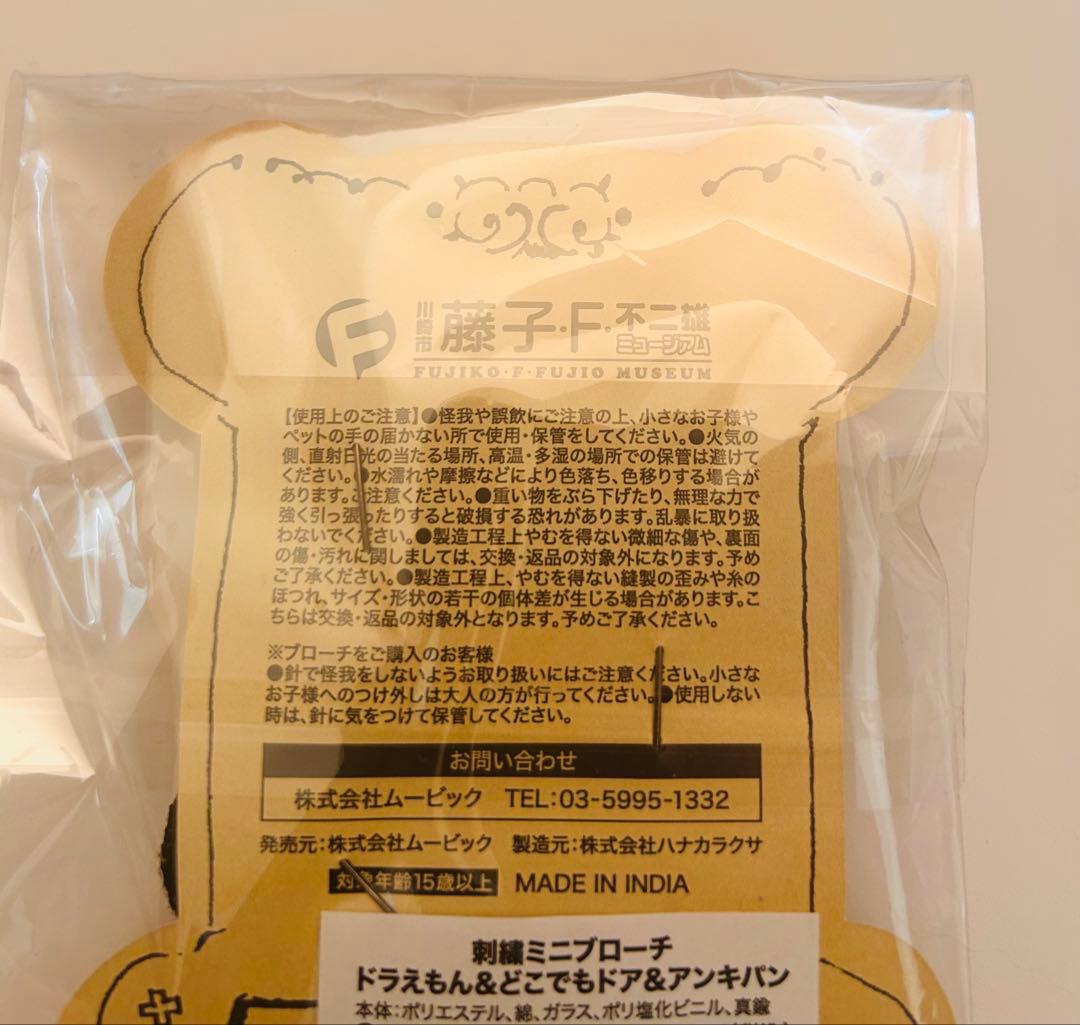 川崎市 藤子・F・不二雄
ミュージアム
FUJIKO・F・FUJIO MUSEUM
【使用上のご注意】●怪我や誤飲にご注意の上、小さなお子様や
ペットの手の届かない所で使用・保管をしてください。●火気の
側、直射日光の当たる場所、高温・多湿の場所での保管は避けて
ください。●水濡れや摩擦などにより色落ち、色移りする場合が
あります。ご注意ください。●重い物をぶら下げたり、無理な力で
強く引っ張ったりすると破損する恐れがあります。乱暴に取り扱
わないでください。●製造工程上やむを得ない微細な傷や、裏面
の傷・汚れに関しましては、交換・返品の対象外になります。予め
ご了承ください。●製造工程上、やむを得ない縫製の歪みや糸の
ほつれ、サイズ・形状の若干の個体差が生じる場合があります。こ
ちらは交換・返品の対象外となります。予めご了承ください。
※ブローチをご購入のお客様
●針で怪我をしないようお取り扱いにはご注意ください。小さな
お子様へのつけ外しは大人の方が行ってください。●使用しない
時は、針に気をつけて保管してください。
お問い合わせ
株式会社ムービック TEL:03-5995-1332
発売元:株式会社ムービック 製造元:株式会社ハナカラクサ
対象年齢15歳以上 MADE IN INDIA
刺繍ミニブローチ
ドラえもん&どこでもドア&アンキパン
本体:ポリエステル、綿、ガラス、ポリ塩化ビニル、真鍮